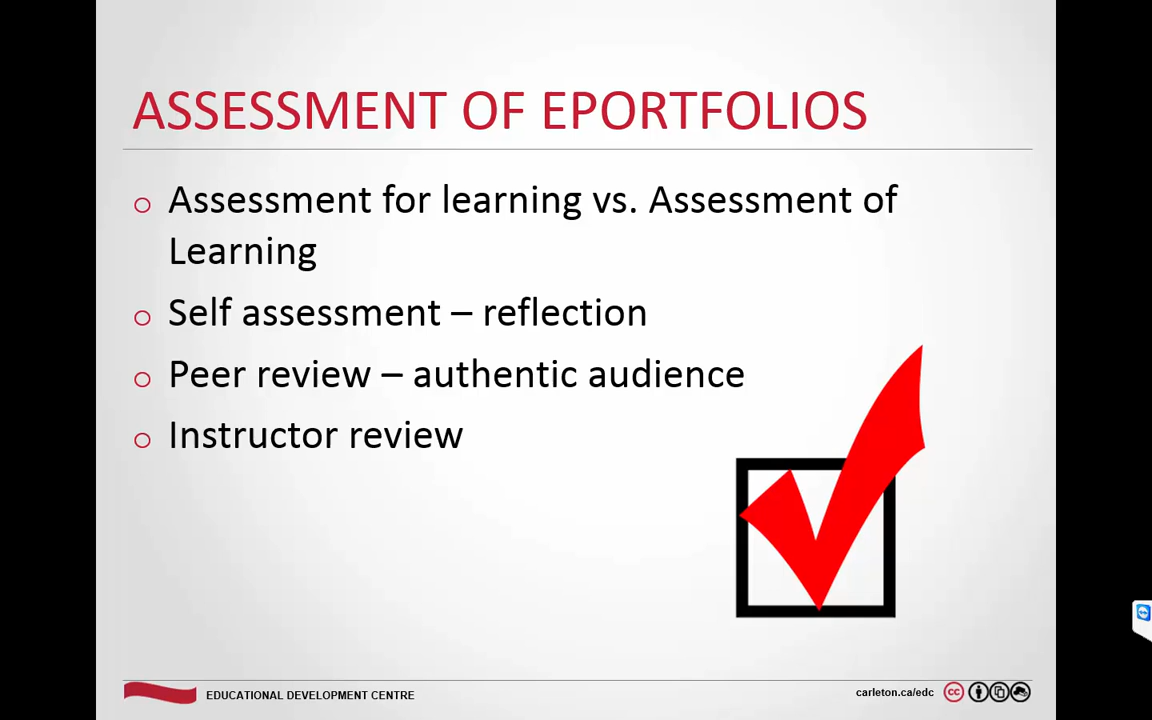 ASSESSMENT OF EPORTFOLIOS
Assessment for learning vs. Assessment of
Learning
Self assessment – reflection
Peer review – authentic audience
Instructor review
EDUCATIONAL DEVELOPMENT CENTRE
carleton.ca/edc
cc